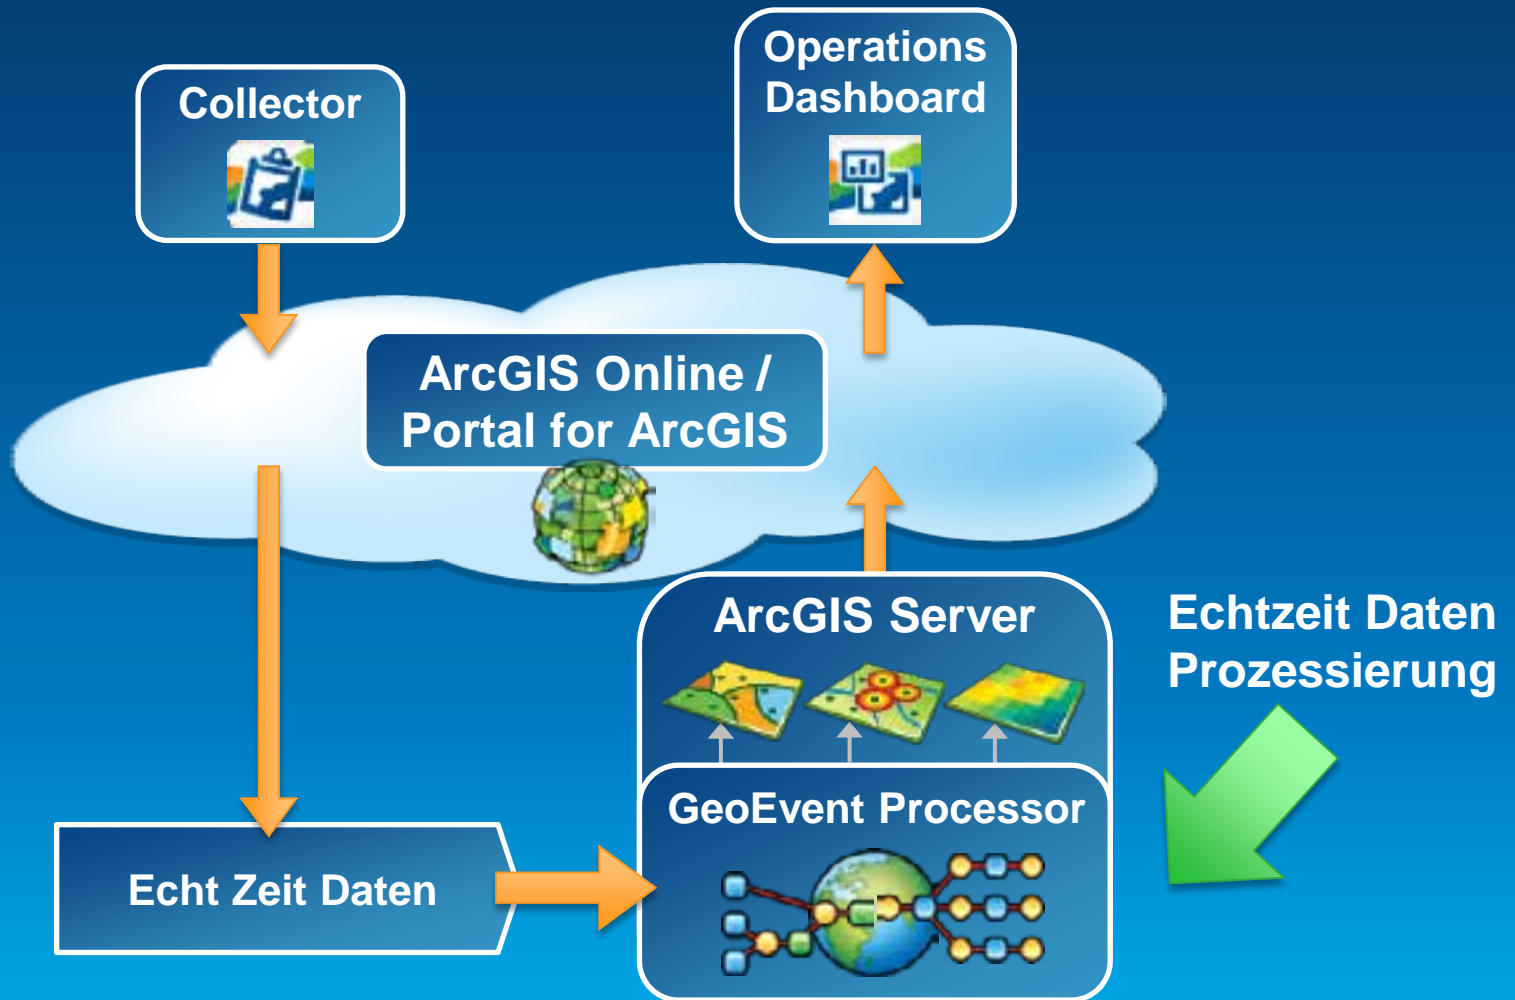 Collector
Operations
Dashboard
ArcGIS Online /
Portal for ArcGIS
ArcGIS Server
Echtzeit Daten
Prozessierung
GeoEvent Processor
Echt Zeit Daten